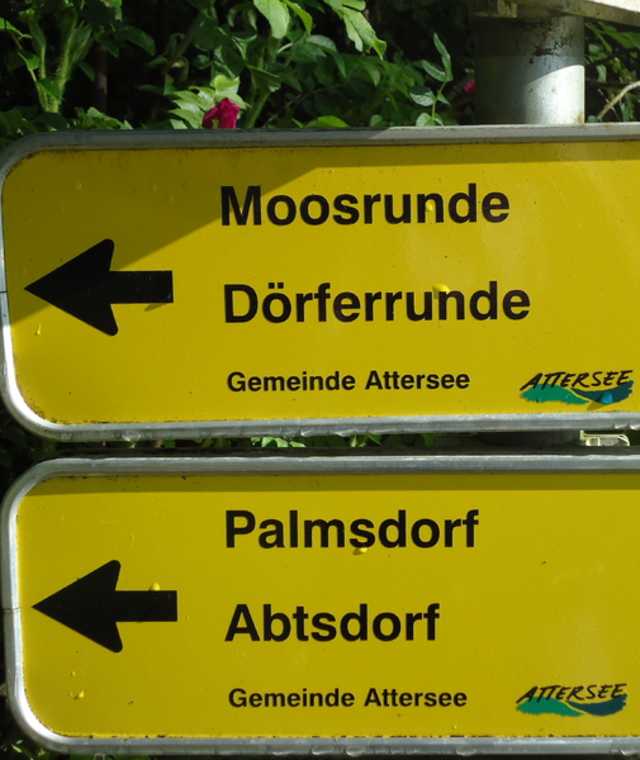 Moosrunde
Dörferrunde
Gemeinde Attersee
ATTERSEE
Palmsdorf
Abtsdorf
Gemeinde Attersee
ATTERSEE